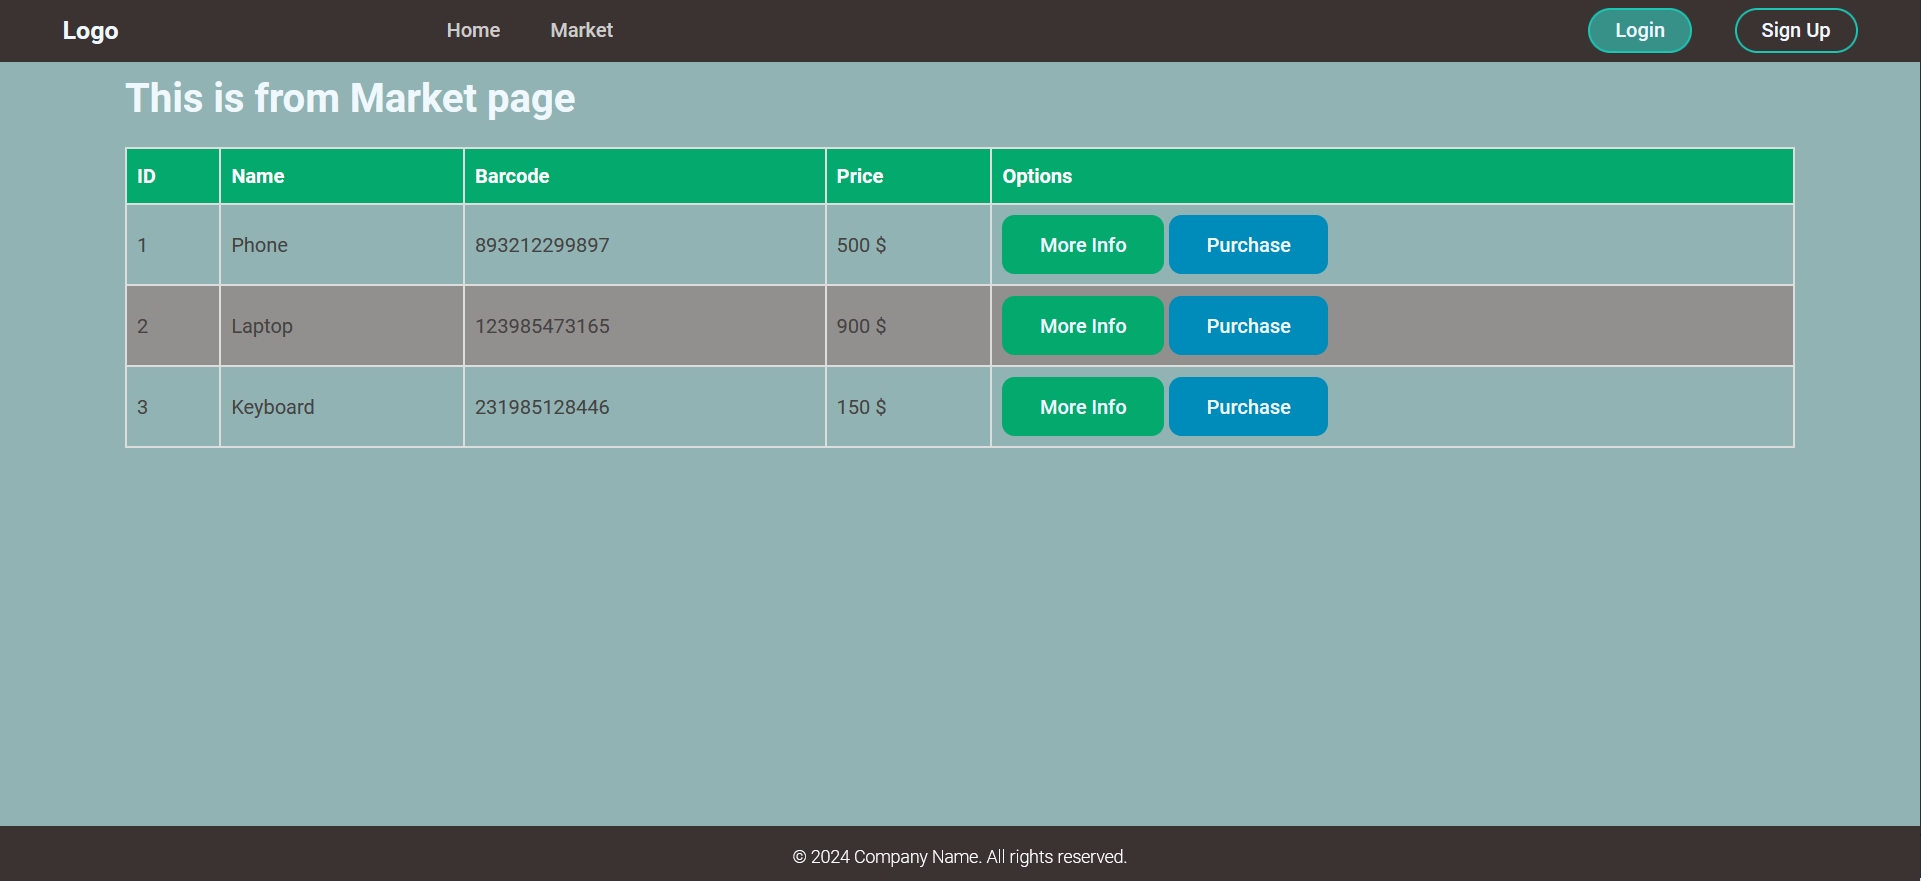 Logo Home Market Login Sign Up
This is from Market page
ID Name Barcode Price Options
1 Phone 893212299897 500 $ More Info Purchase
2 Laptop 123985473165 900 $ More Info Purchase
3 Keyboard 231985128446 150 $ More Info Purchase
© 2024 Company Name. All rights reserved.